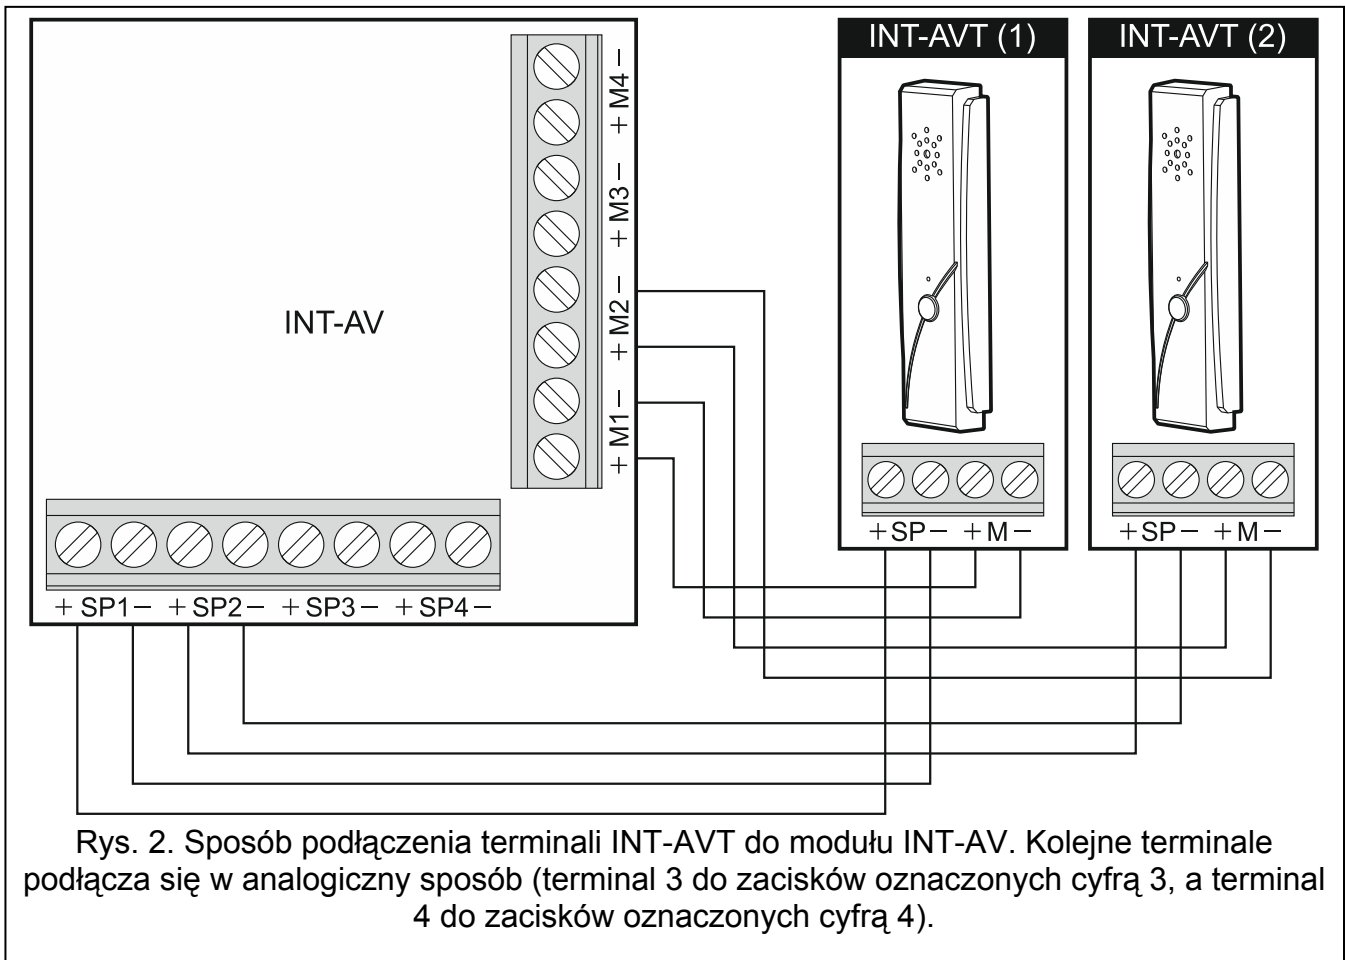 INT-AVT (1)
INT-AVT (2)
+ M4 −
+ M3 −
+ M2 −
+ M1 −
INT-AV
+ SP − + M −
+ SP − + M −
+ SP1 − + SP2 − + SP3 − + SP4 −
Rys. 2. Sposób podłączenia terminali INT-AVT do modułu INT-AV. Kolejne terminale
podłącza się w analogiczny sposób (terminal 3 do zacisków oznaczonych cyfrą 3, a terminal
4 do zacisków oznaczonych cyfrą 4).